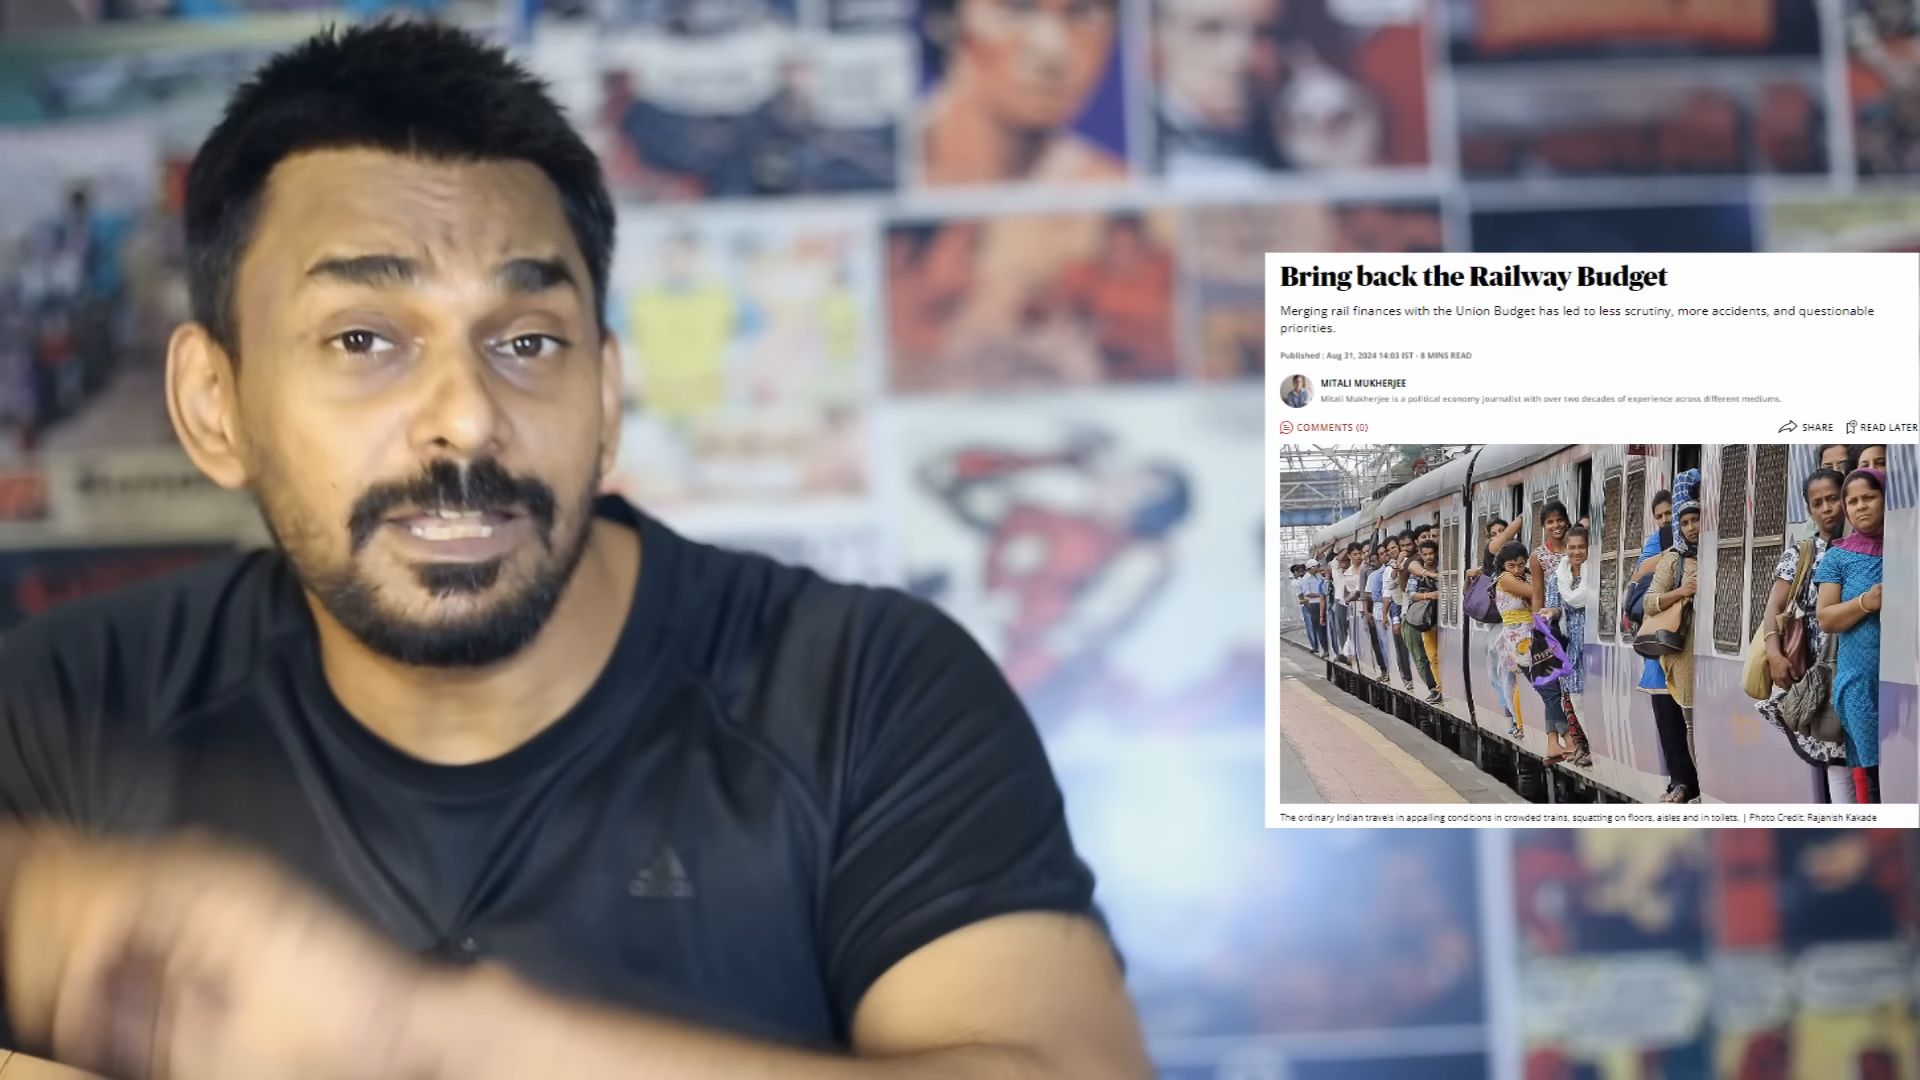 Bring back the Railway Budget
Merging rail finances with the Union Budget has led to less scrutiny, more accidents, and questionable
priorities.
Published : Aug 31, 2024 14:03 IST - 8 MINS READ
MITALI MUKHERJEE
Mitali Mukherjee is a political economy journalist with over two decades of experience across different mediums.
COMMENTS (0)
SHARE
READ LATER
The ordinary Indian travels in appalling conditions in crowded trains, squatting on floors, aisles and in toilets. | Photo Credit: Rajanish Kakade